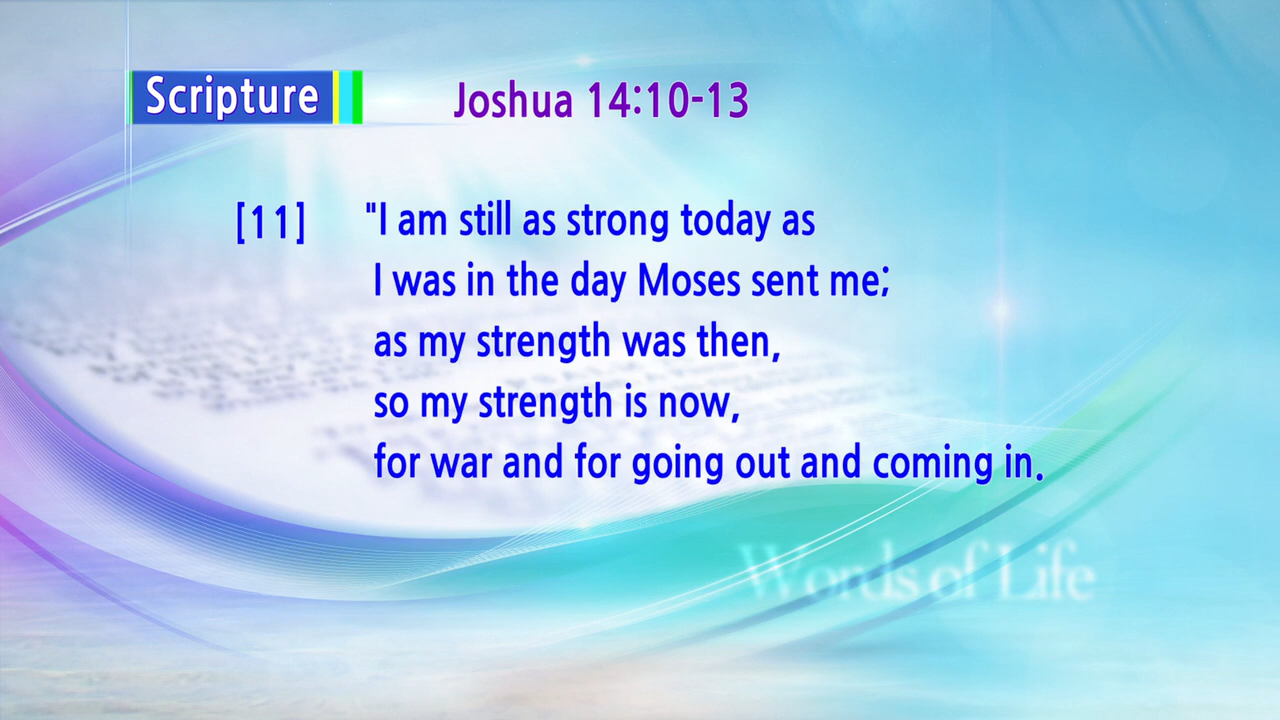 Scripture Joshua 14:10-13
[11] "I am still as strong today as
I was in the day Moses sent me;
as my strength was then,
so my strength is now,
for war and for going out and coming in.
Words of Life